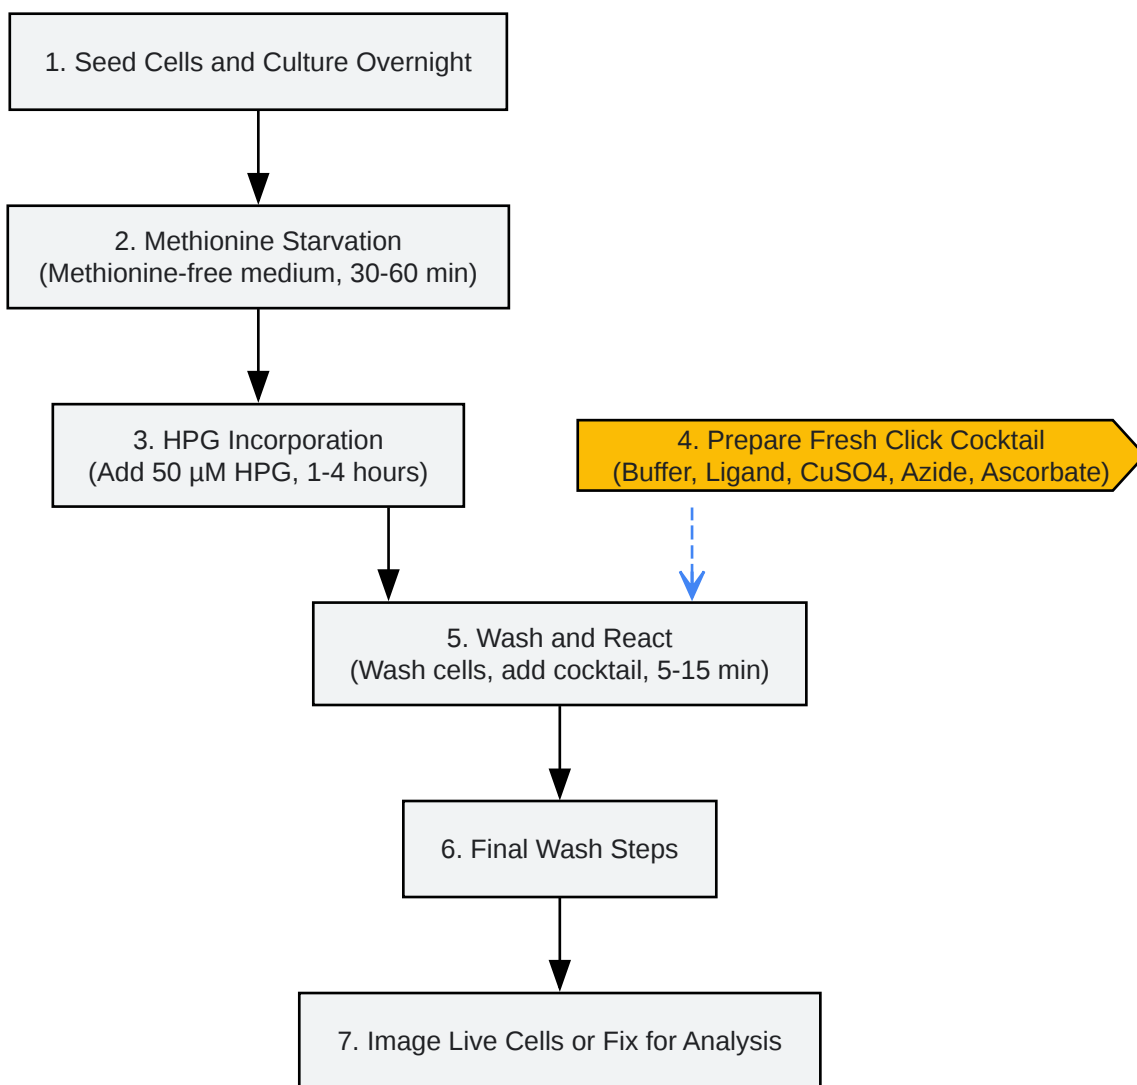 1. Seed Cells and Culture Overnight
2. Methionine Starvation
(Methionine-free medium, 30-60 min)
3. HPG Incorporation
(Add 50 µM HPG, 1-4 hours)
4. Prepare Fresh Click Cocktail
(Buffer, Ligand, CuSO4, Azide, Ascorbate)
5. Wash and React
(Wash cells, add cocktail, 5-15 min)
6. Final Wash Steps
7. Image Live Cells or Fix for Analysis